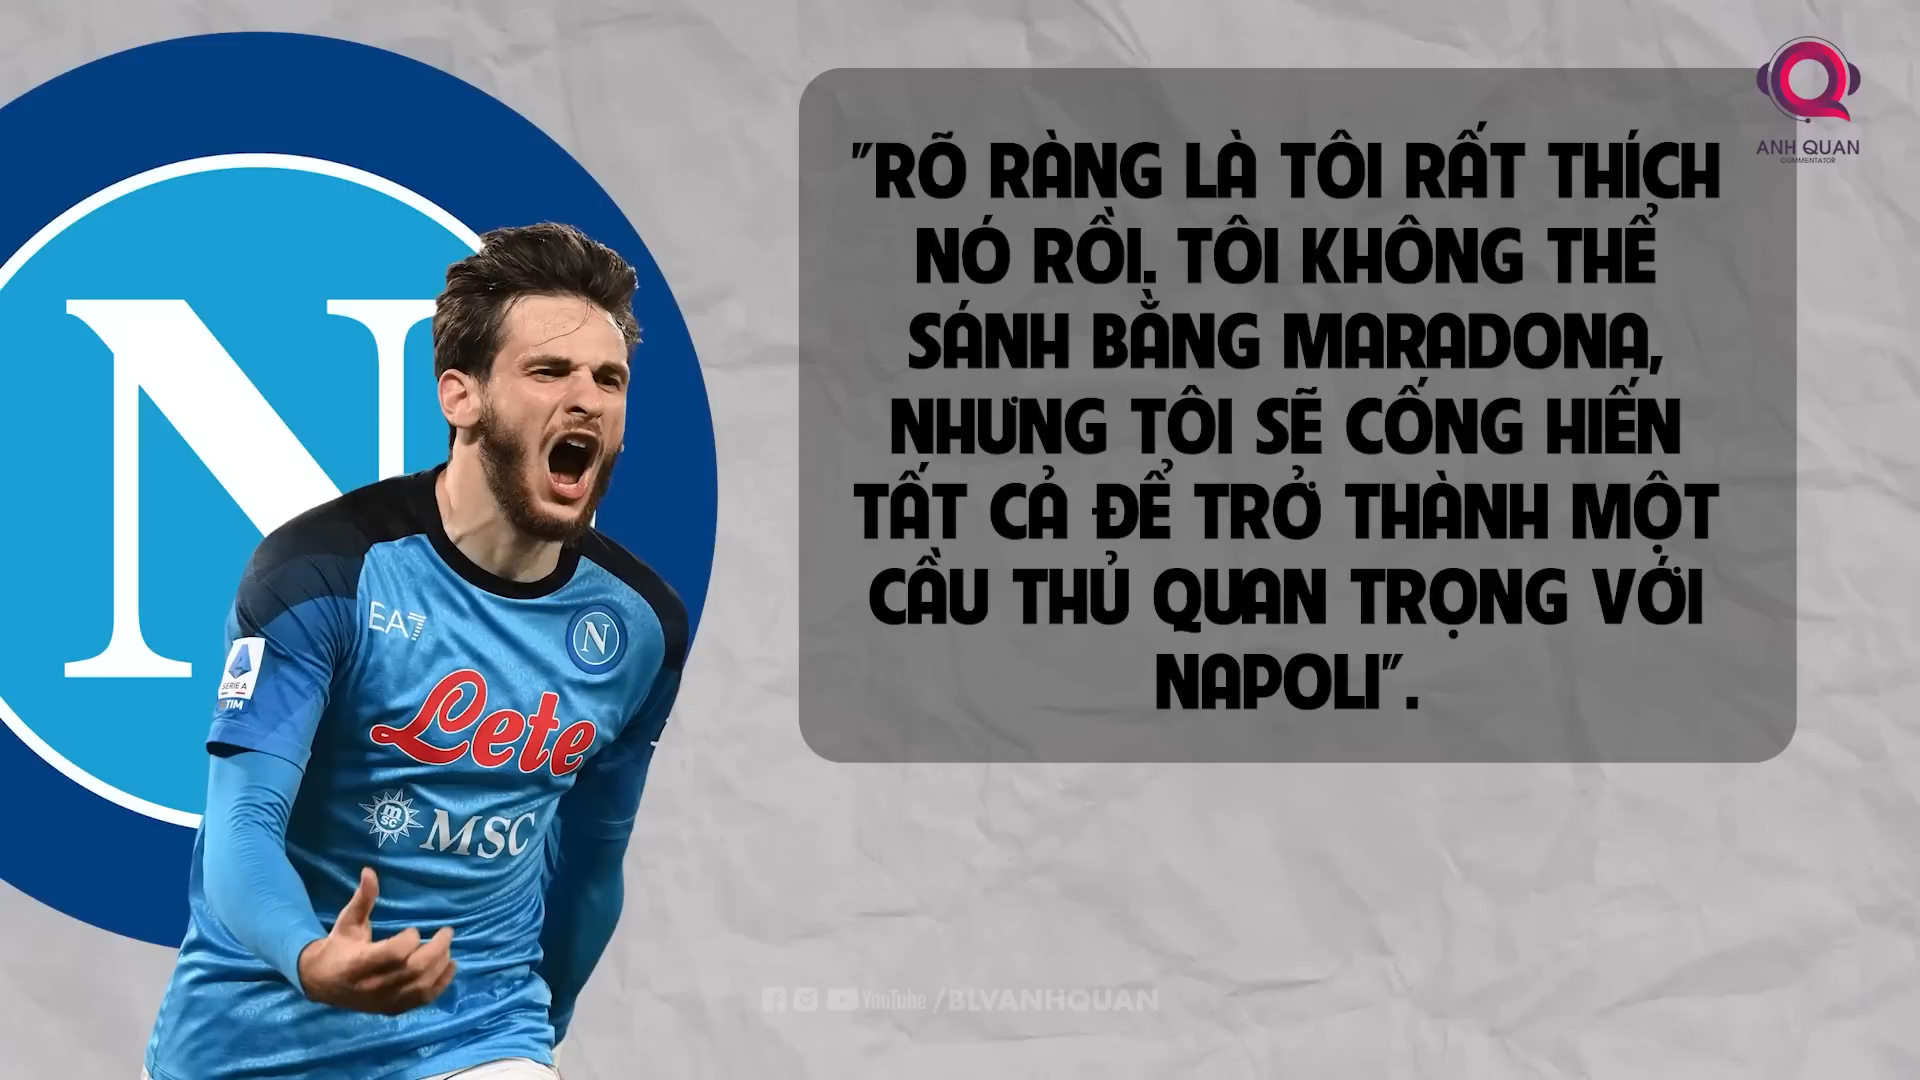 "RÕ RÀNG LÀ TÔI RẤT THÍCH
NÓ RỒI. TÔI KHÔNG THỂ
SÁNH BẰNG MARADONA,
NHƯNG TÔI SẼ CỐNG HIẾN
TẤT CẢ ĐỂ TRỞ THÀNH MỘT
CẦU THỦ QUAN TRỌNG VỚI
NAPOLI".
ANH QUAN
COMMENTATOR
N
EA7
N
SERIE A
TIM
Lete
msc
MSC
YouTube /BLVANHQUAN